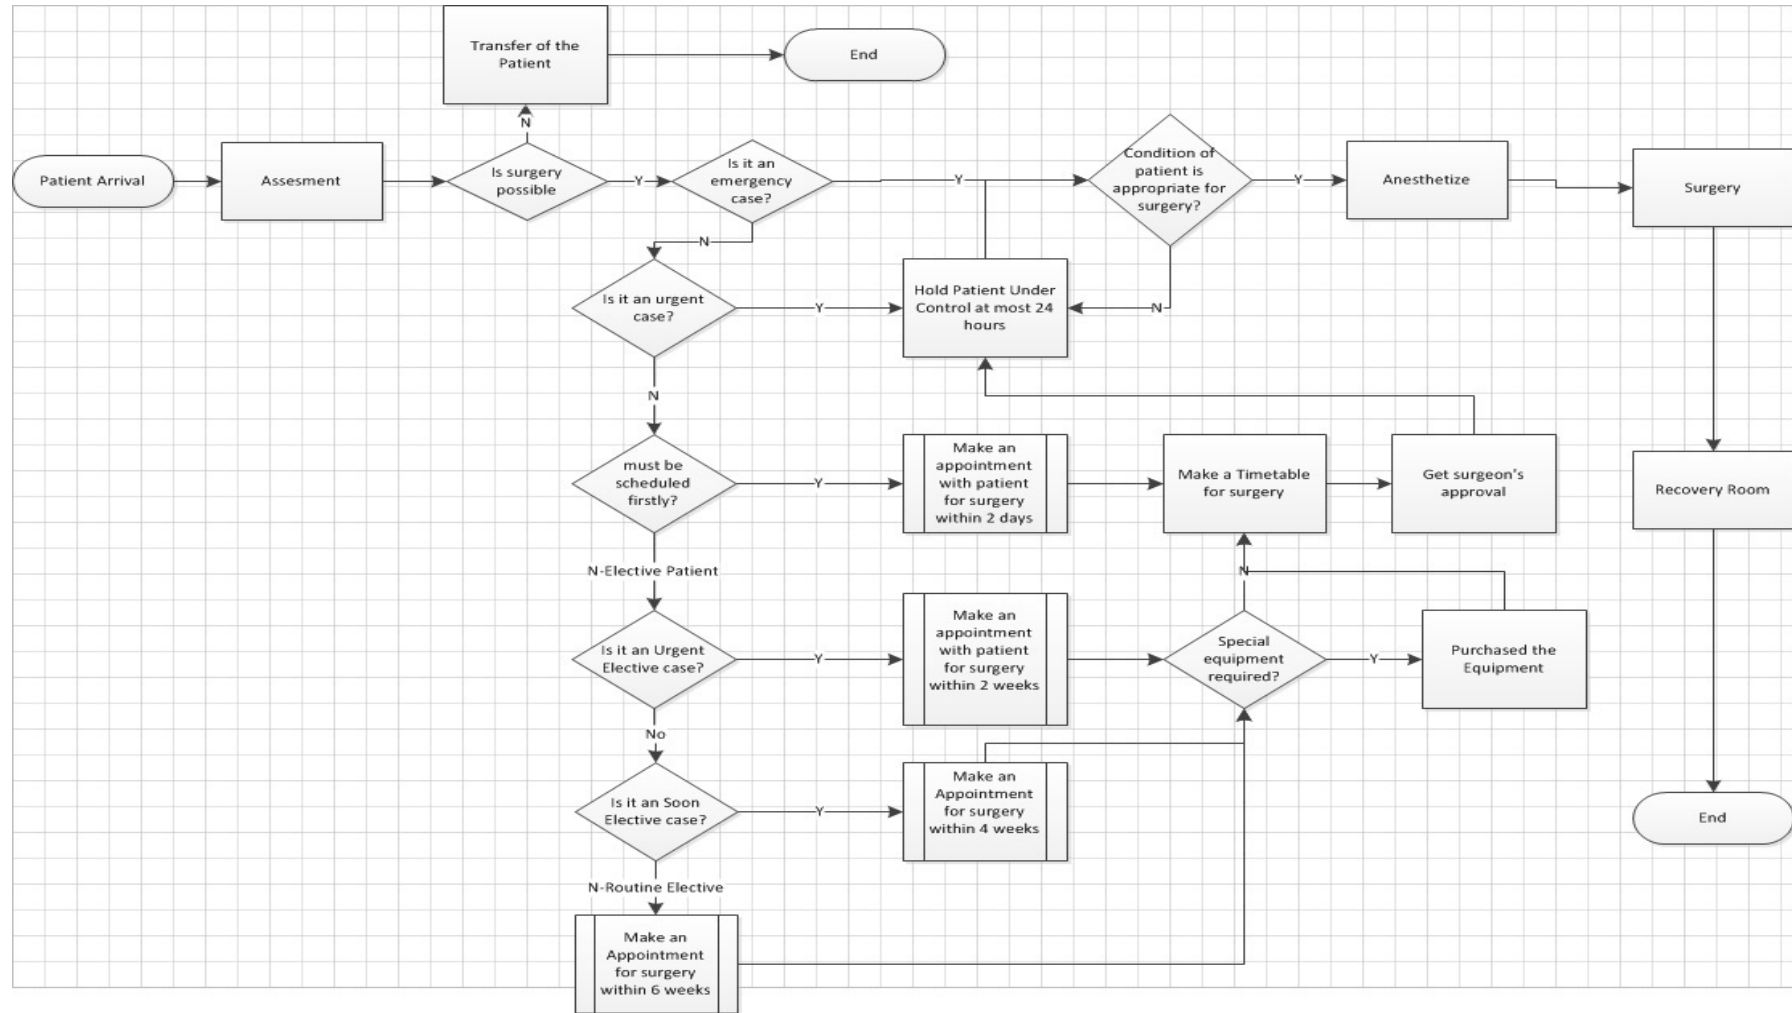 Transfer of the
Patient
End
N
Patient Arrival
Assesment
Is surgery
possible
Y
Is it an
emergency
case?
Y
Condition of
patient is
appropriate for
surgery?
Y
Anesthetize
Surgery
N
Is it an urgent
case?
Y
Hold Patient Under
Control at most 24
hours
N
N
must be
scheduled
firstly?
Y
Make an
appointment
with patient
for surgery
within 2 days
Make a Timetable
for surgery
Get surgeon's
approval
Recovery Room
N-Elective Patient
N
Is it an Urgent
Elective case?
Y
Make an
appointment
with patient
for surgery
within 2 weeks
Special
equipment
required?
Y
Purchased the
Equipment
No
Is it an Soon
Elective case?
Y
Make an
Appointment
for surgery
within 4 weeks
End
N-Routine Elective
Make an
Appointment
for surgery
within 6 weeks